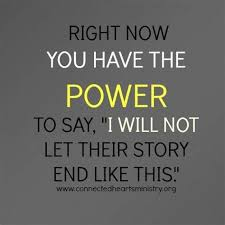 RIGHT NOW
YOU HAVE THE
POWER
TO SAY, "I WILL NOT
LET THEIR STORY
END LIKE THIS."
www.connectedheartsministry.org